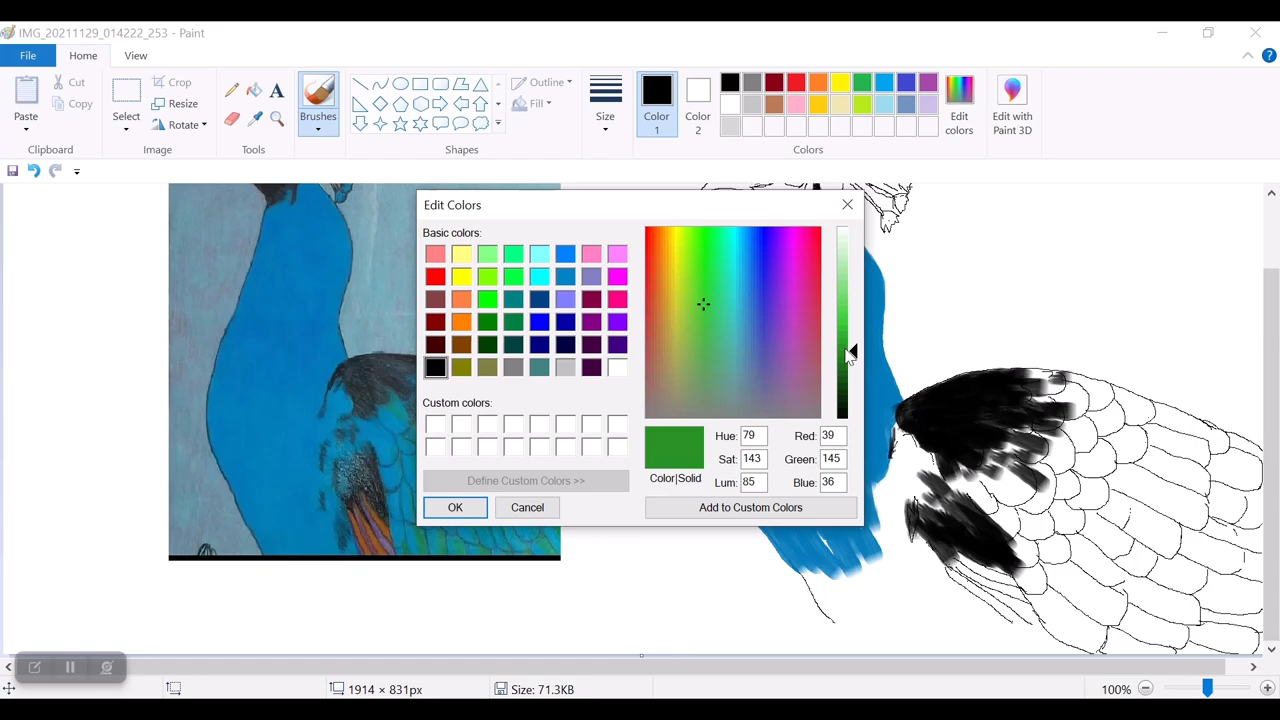 IMG_20211129_014222_253 - Paint
File Home View
Paste
Cut
Copy
Clipboard
Select
Crop
Resize
Rotate
Image
Tools
Brushes
Outline
Fill
Shapes
Size
Color 1
Color 2
Edit colors
Colors
Edit with Paint 3D
Edit Colors
Basic colors:
Custom colors:
Define Custom Colors >>
OK Cancel
Color|Solid
Hue: 79 Red: 39
Sat: 143 Green: 145
Lum: 85 Blue: 36
Add to Custom Colors
1914 × 831px Size: 71.3KB 100%